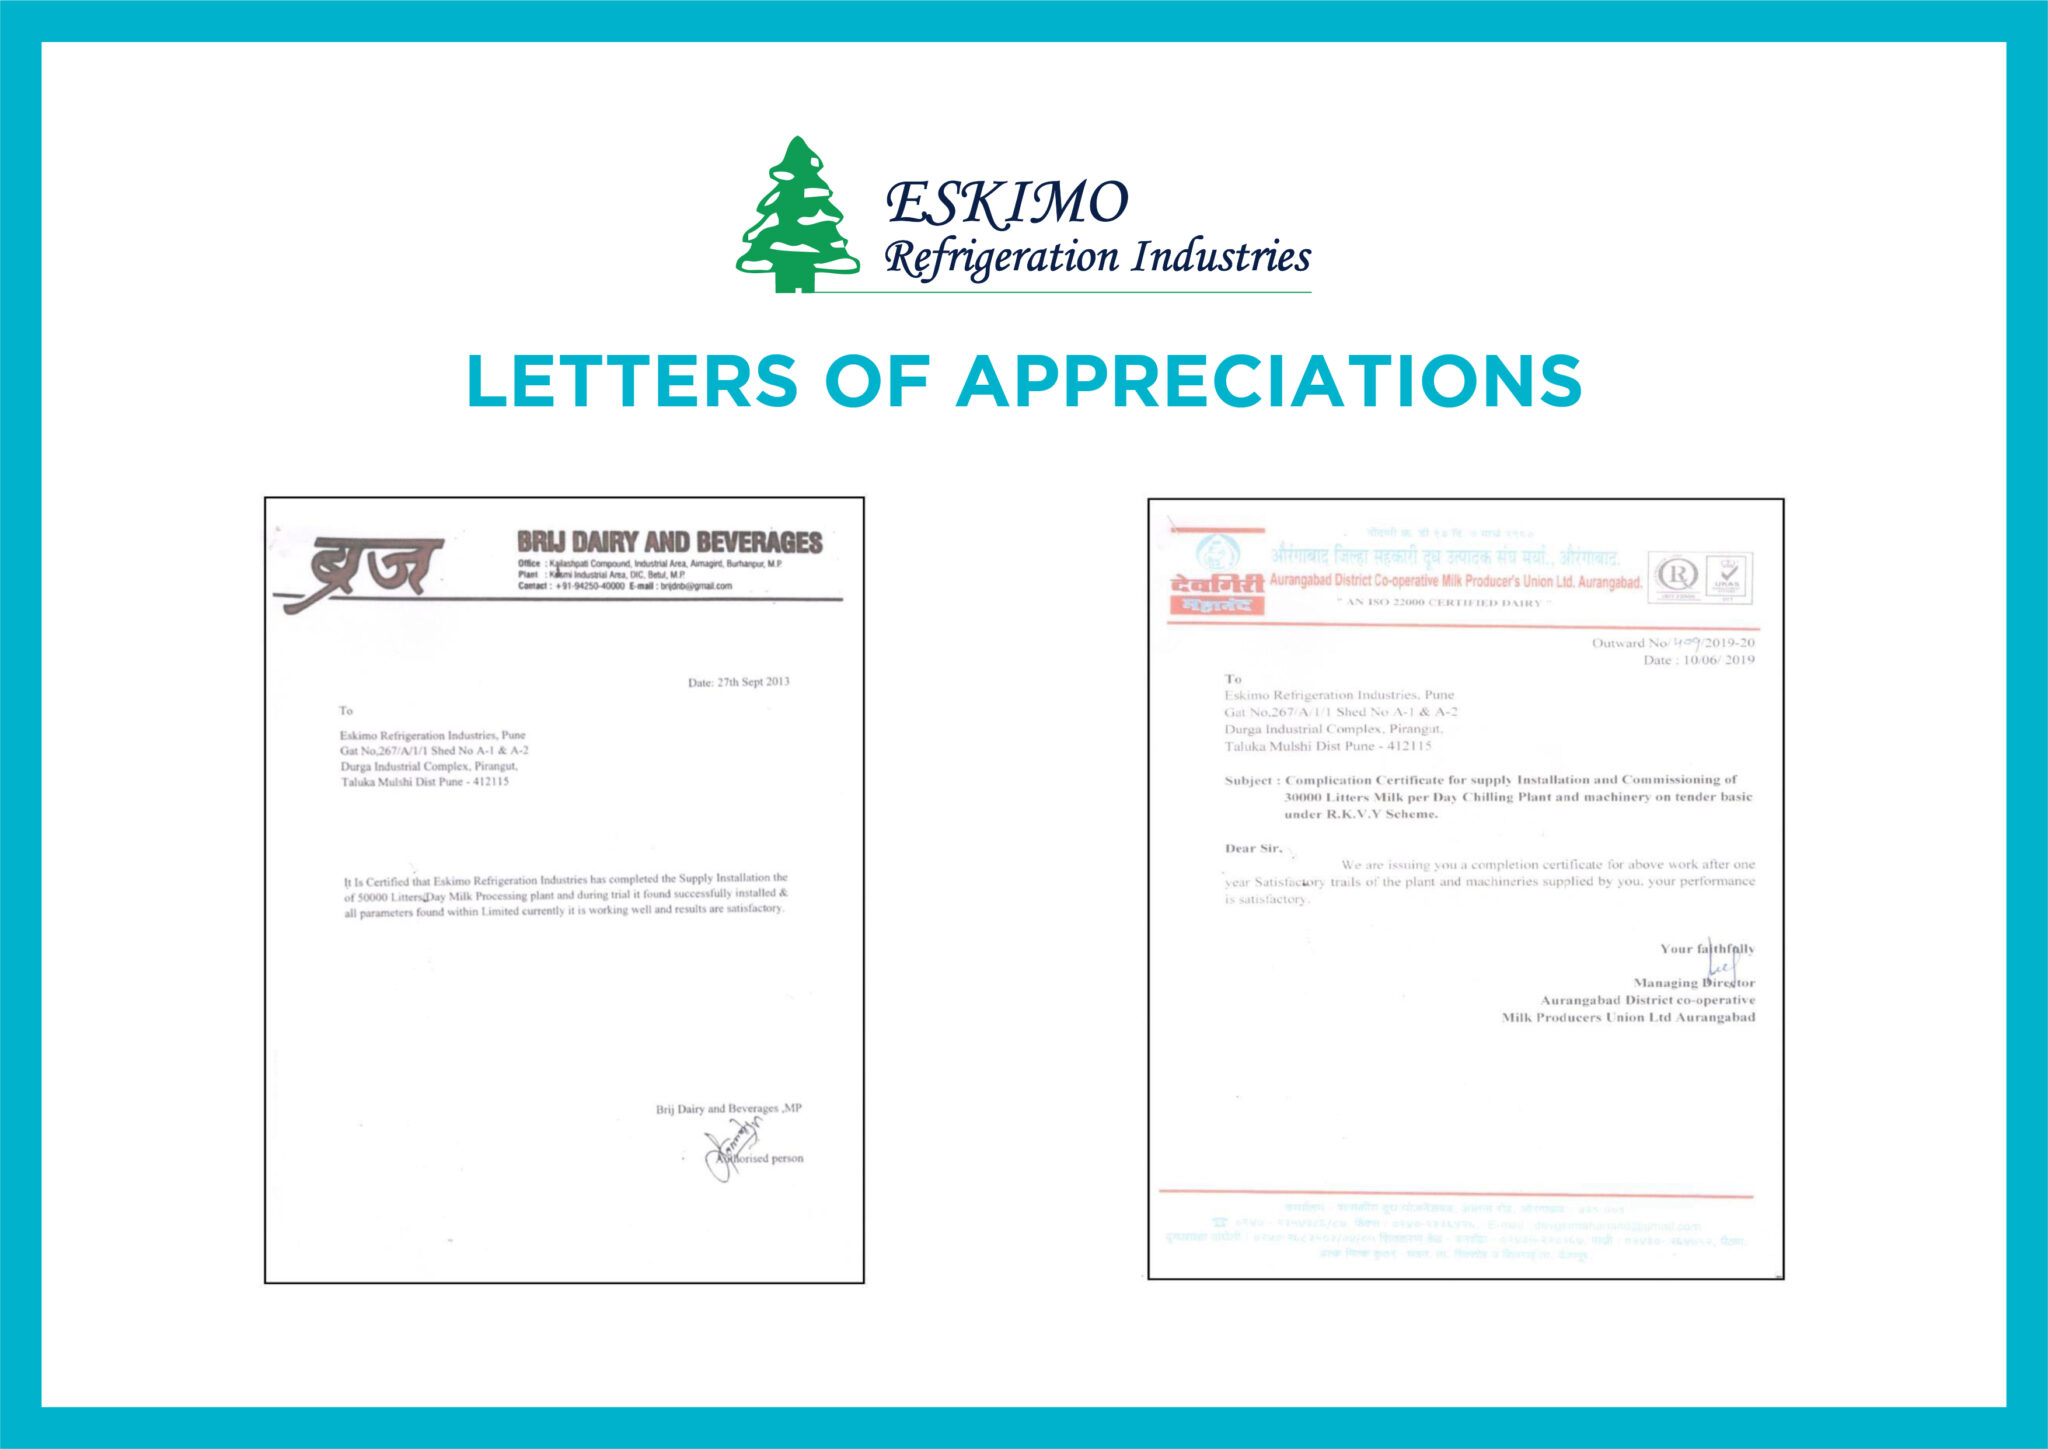 ESKIMO
Refrigeration Industries
LETTERS OF APPRECIATIONS
ब्रज
BRIJ DAIRY AND BEVERAGES
Office : Kailashpati Compound, Industrial Area, Aimagird, Burhanpur, M.P.
Plant : Industrial Area, DIC, Betul, M.P.
Contact : +91-94250-40000 E-mail : brijdnb@gmail.com
Date: 27th Sept 2013
To
Eskimo Refrigeration Industries, Pune
Gat No.267/A/1/1 Shed No A-1 & A-2
Durga Industrial Complex, Pirangut,
Taluka Mulshi Dist Pune - 412115
It Is Certified that Eskimo Refrigeration Industries has completed the Supply Installation the
of 50000 Litters/Day Milk Processing plant and during trial it found successfully installed &
all parameters found within Limited currently it is working well and results are satisfactory.
Brij Dairy and Beverages ,MP
Authorised person
औरंगाबाद जिल्हा सहकारी दूध उत्पादक संघ मर्या., औरंगाबाद.
देवगिरी
महानंद
Aurangabad District Co-operative Milk Producer's Union Ltd. Aurangabad.
" AN ISO 22000 CERTIFIED DAIRY "
R
UKAS
Outward No/409/2019-20
Date : 10/06/ 2019
To
Eskimo Refrigeration Industries, Pune
Gat No.267/A/1/1 Shed No A-1 & A-2
Durga Industrial Complex, Pirangut,
Taluka Mulshi Dist Pune - 412115
Subject : Complication Certificate for supply Installation and Commissioning of
30000 Litters Milk per Day Chilling Plant and machinery on tender basic
under R.K.V.Y Scheme.
Dear Sir,
We are issuing you a completion certificate for above work after one
year Satisfactory trails of the plant and machineries supplied by you. your performance
is satisfactory.
Your faithfully
Managing Director
Aurangabad District co-operative
Milk Producers Union Ltd Aurangabad